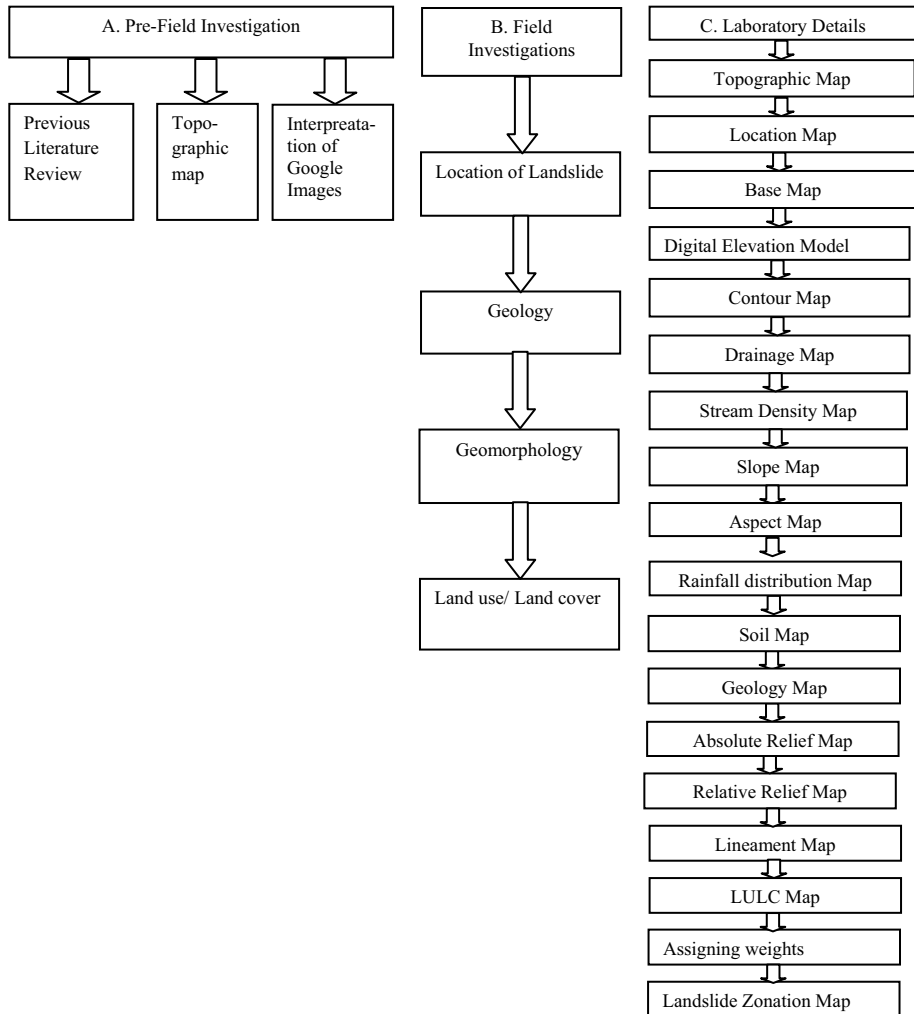 A. Pre-Field Investigation
Previous
Literature
Review
Topo-
graphic
map
Interpreata-
tion of
Google
Images
B. Field
Investigations
Location of Landslide
Geology
Geomorphology
Land use/ Land cover
C. Laboratory Details
Topographic Map
Location Map
Base Map
Digital Elevation Model
Contour Map
Drainage Map
Stream Density Map
Slope Map
Aspect Map
Rainfall distribution Map
Soil Map
Geology Map
Absolute Relief Map
Relative Relief Map
Lineament Map
LULC Map
Assigning weights
Landslide Zonation Map